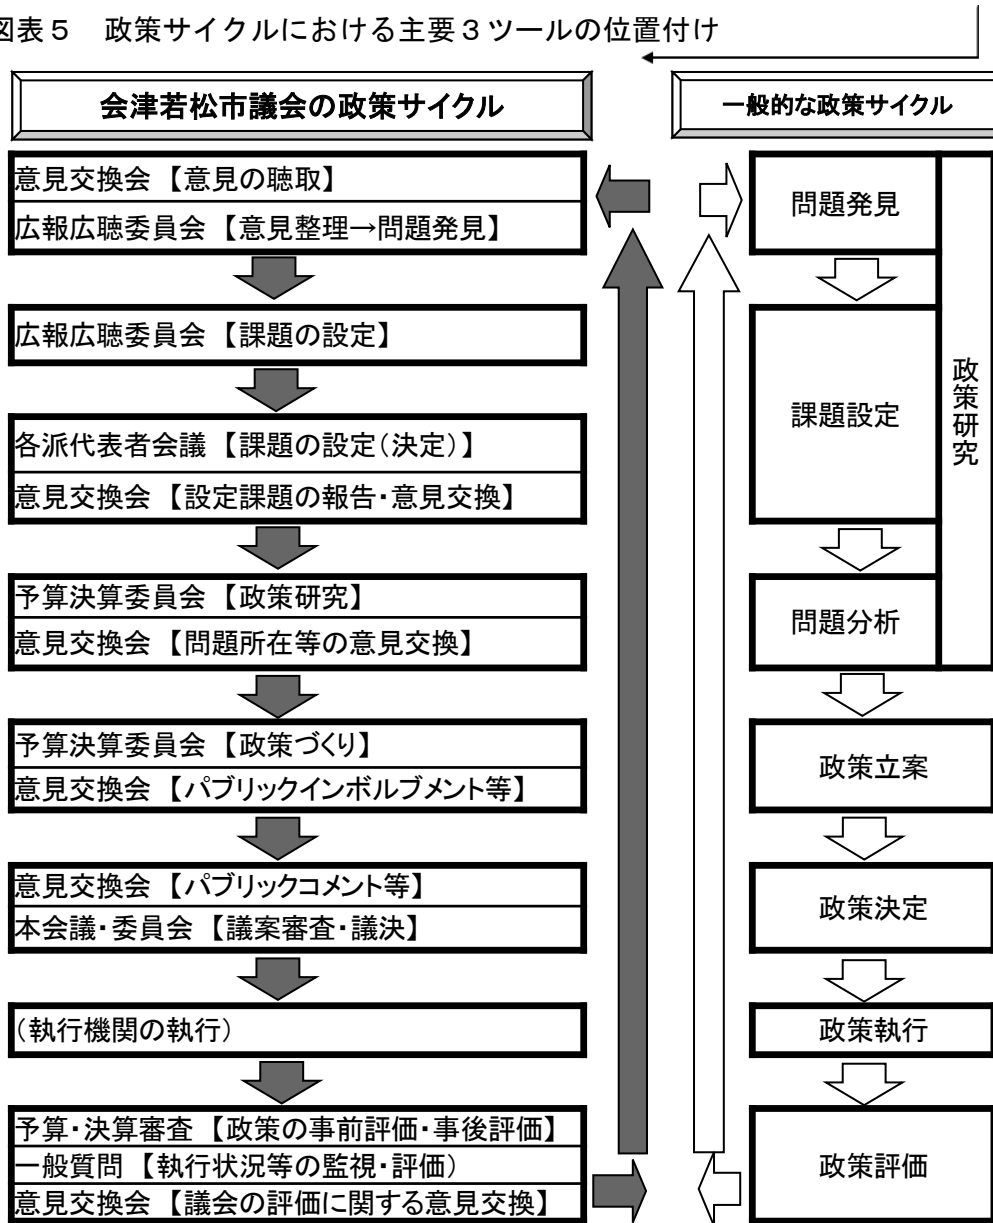 図表５　政策サイクルにおける主要３ツールの位置付け
会津若松市議会の政策サイクル
意見交換会 【意見の聴取】
広報広聴委員会 【意見整理→問題発見】
広報広聴委員会 【課題の設定】
各派代表者会議 【課題の設定（決定）】
意見交換会 【設定課題の報告・意見交換】
予算決算委員会 【政策研究】
意見交換会 【問題所在等の意見交換】
予算決算委員会 【政策づくり】
意見交換会 【パブリックインボルブメント等】
意見交換会 【パブリックコメント等】
本会議・委員会 【議案審査・議決】
（執行機関の執行）
予算・決算審査 【政策の事前評価・事後評価】
一般質問 【執行状況等の監視・評価）
意見交換会 【議会の評価に関する意見交換】
一般的な政策サイクル
問題発見
課題設定
問題分析
政策研究
政策立案
政策決定
政策執行
政策評価